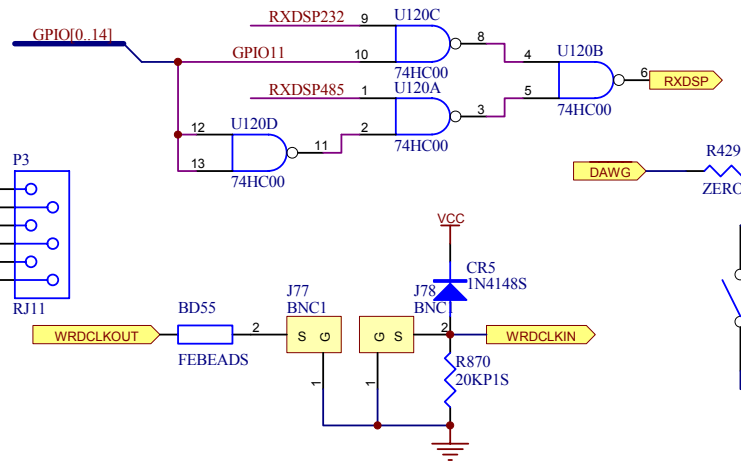 RXDSP232
9
U120C
8
GPIO[0..14]
GPIO11
10
74HC00
4
U120B
6
RXDSP
RXDSP485
1
U120A
3
5
74HC00
12
U120D
11
2
74HC00
13
74HC00
P3
RJ11
DAWG
R429
ZERO
VCC
CR5
1N4148S
J77
BNC1
J78
BNC
BD55
WRDCLKOUT
2
S G
G S
2
WRDCLKIN
FEBEADS
1
1
R870
20KP1S